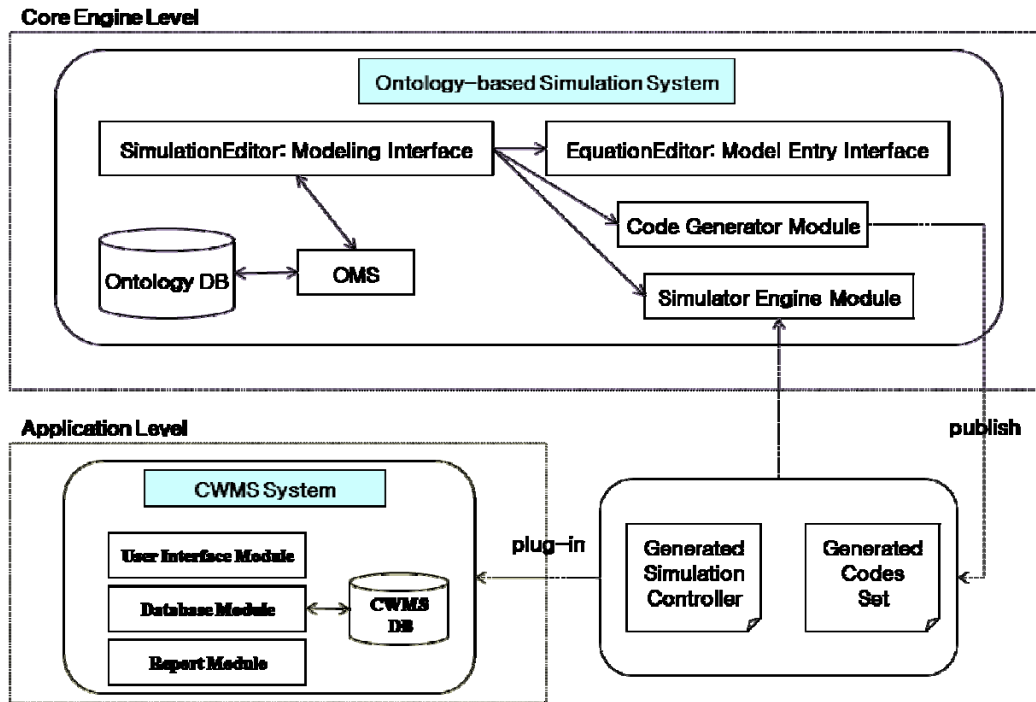 Core Engine Level
Ontology-based Simulation System
SimulationEditor: Modeling Interface
EquationEditor: Model Entry Interface
Code Generator Module
Ontology DB
OMS
Simulator Engine Module
publish
Application Level
CWMS System
User Interface Module
Database Module
Report Module
CWMS
DB
plug-in
Generated
Simulation
Controller
Generated
Codes
Set